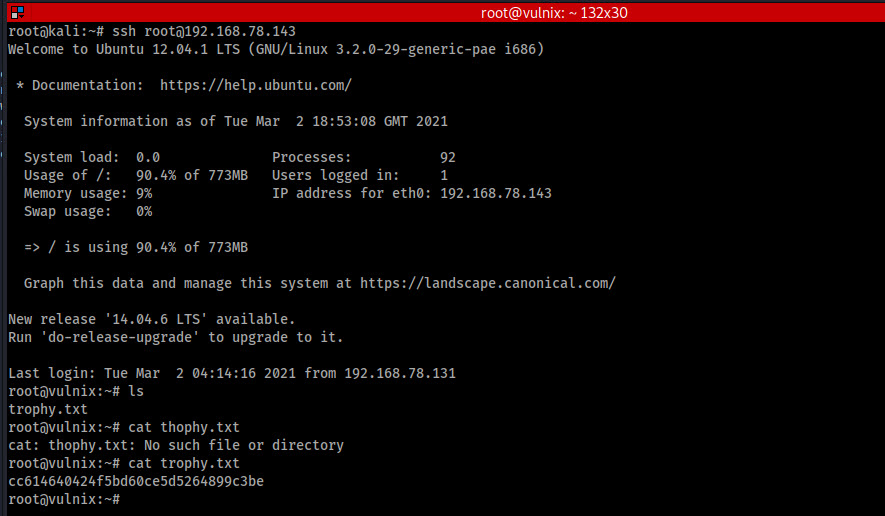 root@vulnix: ~ 132x30
root@kali:~# ssh root@192.168.78.143
Welcome to Ubuntu 12.04.1 LTS (GNU/Linux 3.2.0-29-generic-pae i686)
* Documentation:  https://help.ubuntu.com/
System information as of Tue Mar  2 18:53:08 GMT 2021
System load:  0.0               Processes:           92
Usage of /:   90.4% of 773MB   Users logged in:     1
Memory usage: 9%                IP address for eth0: 192.168.78.143
Swap usage:   0%
=> / is using 90.4% of 773MB
Graph this data and manage this system at https://landscape.canonical.com/
New release '14.04.6 LTS' available.
Run 'do-release-upgrade' to upgrade to it.
Last login: Tue Mar  2 04:14:16 2021 from 192.168.78.131
root@vulnix:~# ls
trophy.txt
root@vulnix:~# cat thophy.txt
cat: thophy.txt: No such file or directory
root@vulnix:~# cat trophy.txt
cc614640424f5bd60ce5d5264899c3be
root@vulnix:~#